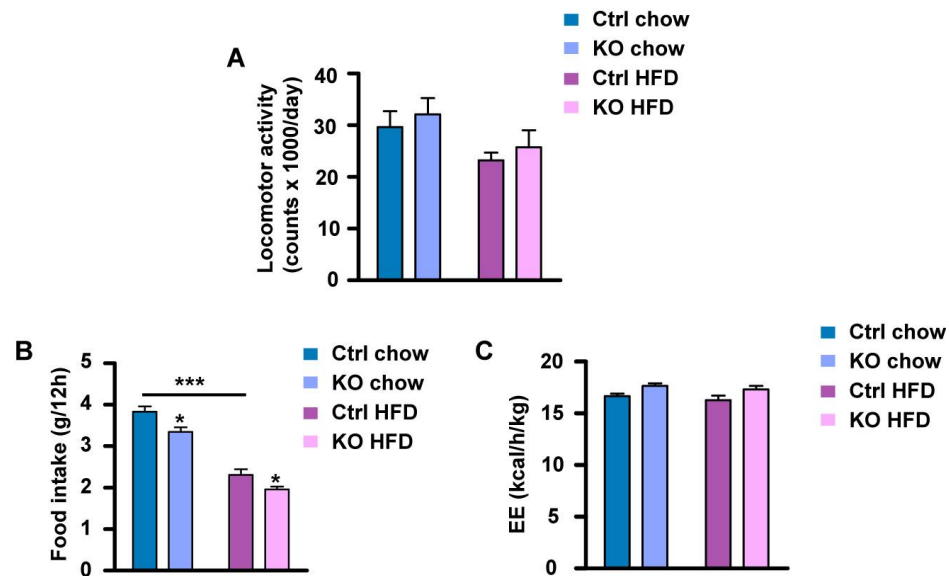 A
Ctrl chow
KO chow
Ctrl HFD
KO HFD
Locomotor activity
(counts x 1000/day)
40
30
20
10
0
B
Food intake (g/12h)
5
4
3
2
1
0
***
*
*
Ctrl chow
KO chow
Ctrl HFD
KO HFD
C
EE (kcal/h/kg)
20
15
10
5
0
Ctrl chow
KO chow
Ctrl HFD
KO HFD